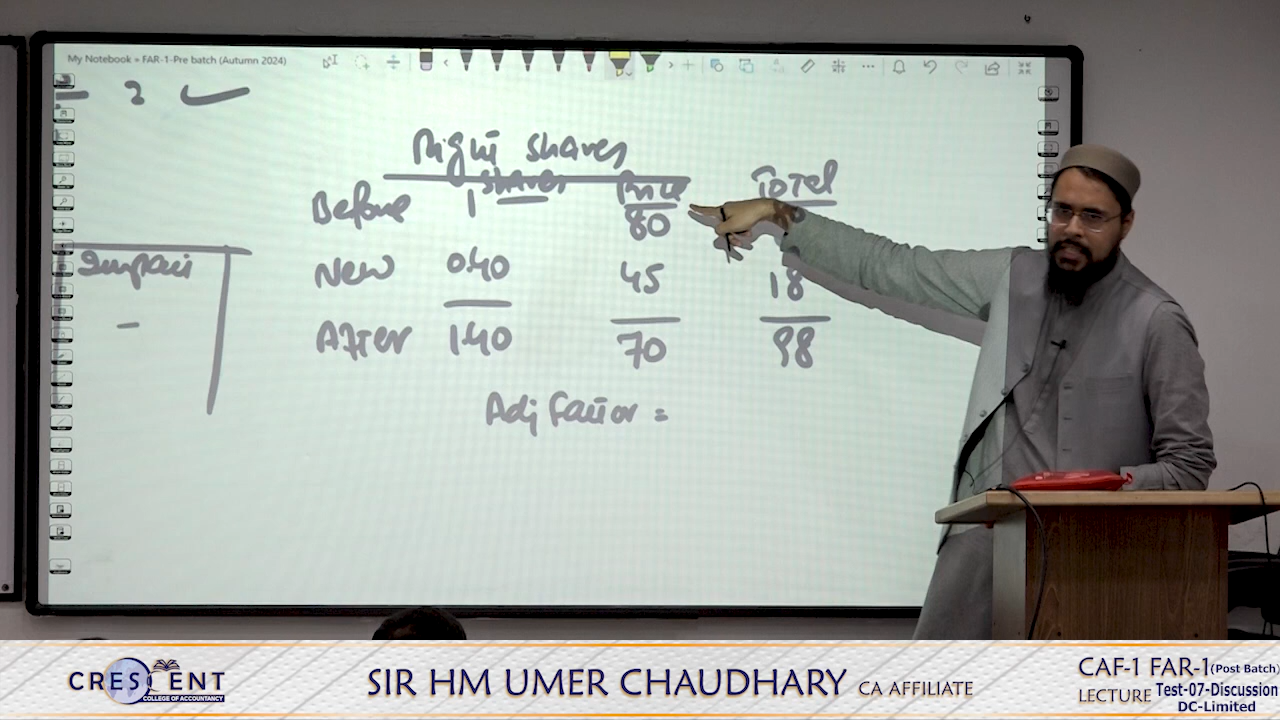 My Notebook » FAR-1-Pre batch (Autumn 2024)
2
Right shares
shares Price Total
Before 1 80
New 0.40 45 18
After 1.40 70 98
Adj Factor =
CRESCENT
COLLEGE OF ACCOUNTANCY
SIR HM UMER CHAUDHARY CA AFFILIATE
CAF-1 FAR-1 (Post Batch)
LECTURE Test-07-Discussion
DC-Limited